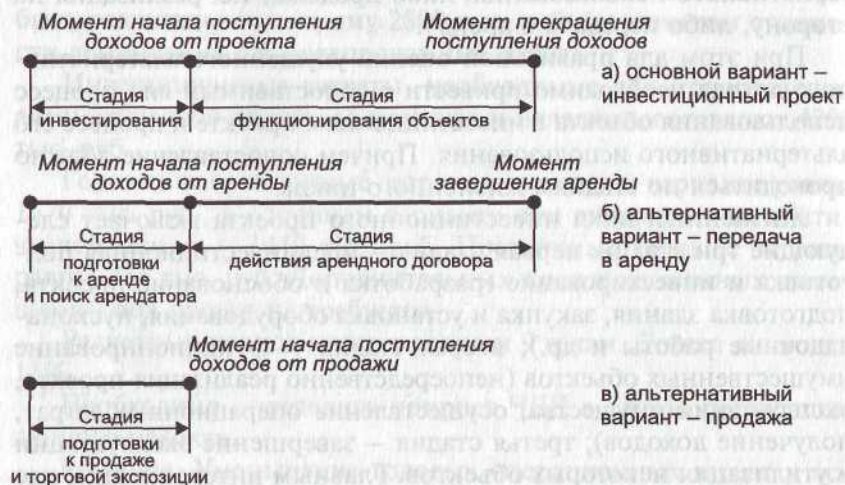 Момент начала поступления
доходов от проекта
Момент прекращения
поступления доходов
Стадия
инвестирования
Стадия
функционирования объектов
а) основной вариант –
инвестиционный проект
Момент начала поступления
доходов от аренды
Момент
завершения аренды
Стадия
подготовки
к аренде
и поиск арендатора
Стадия
действия арендного договора
б) альтернативный
вариант – передача
в аренду
Момент начала поступления
доходов от продажи
Стадия
подготовки
к продаже
и торговой экспозиции
в) альтернативный
вариант – продажа